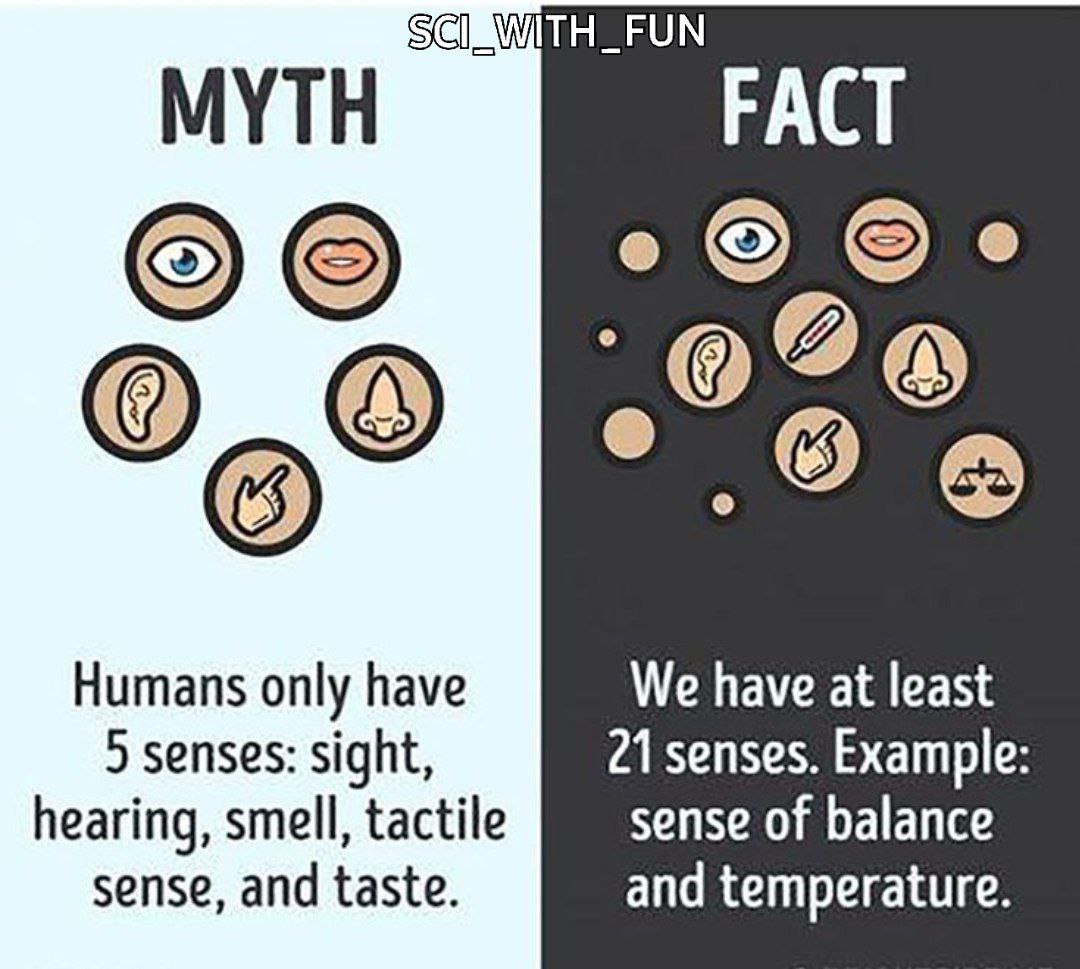 SCI_WITH_FUN
MYTH
Humans only have
5 senses: sight,
hearing, smell, tactile
sense, and taste.
FACT
We have at least
21 senses. Example:
sense of balance
and temperature.